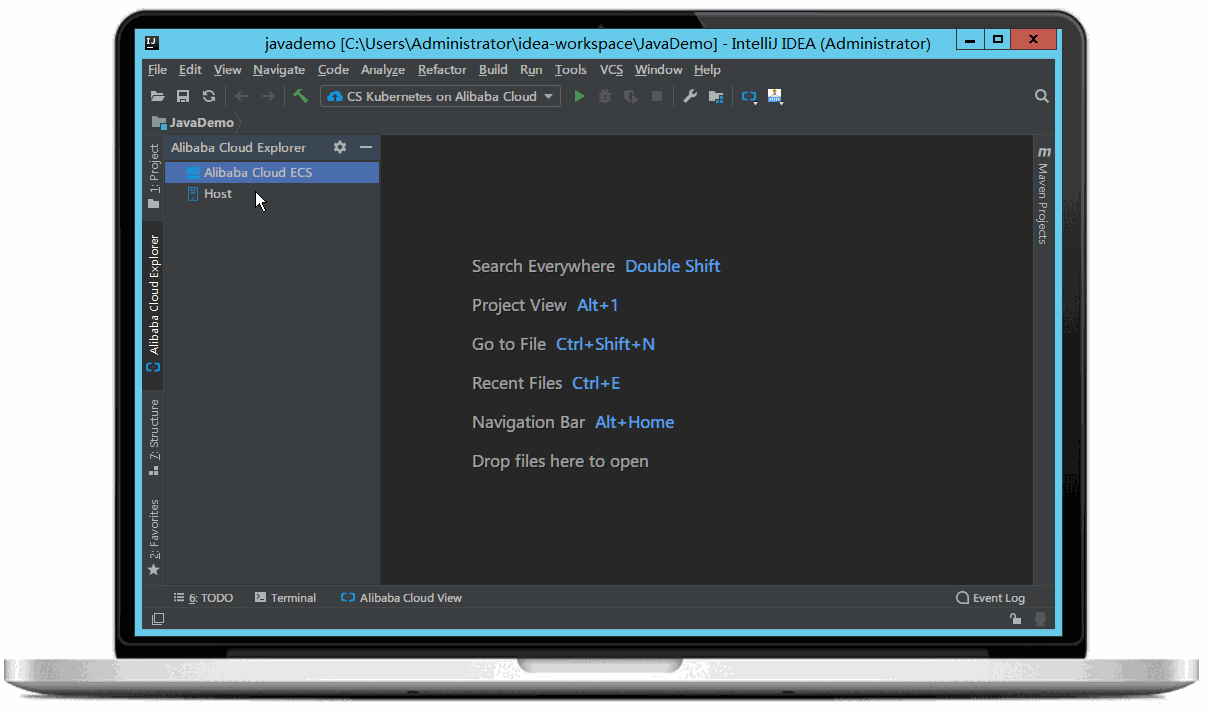 IJ
javademo [C:\Users\Administrator\idea-workspace\JavaDemo] - IntelliJ IDEA (Administrator)
File Edit View Navigate Code Analyze Refactor Build Run Tools VCS Window Help
CS Kubernetes on Alibaba Cloud
JavaDemo
Alibaba Cloud Explorer
Alibaba Cloud ECS
Host
1: Project
Alibaba Cloud Explorer
7: Structure
2: Favorites
Search Everywhere Double Shift
Project View Alt+1
Go to File Ctrl+Shift+N
Recent Files Ctrl+E
Navigation Bar Alt+Home
Drop files here to open
m Maven Projects
6: TODO Terminal Alibaba Cloud View Event Log